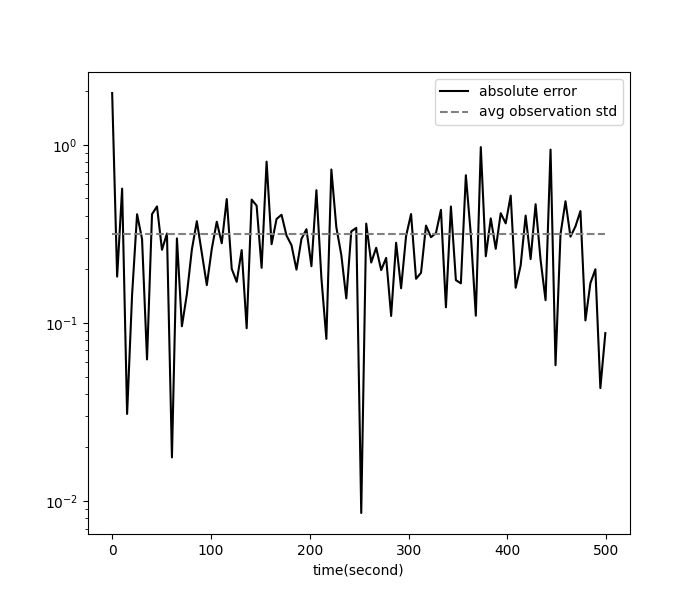 absolute error
avg observation std
10⁰
10⁻¹
10⁻²
0 100 200 300 400 500
time(second)